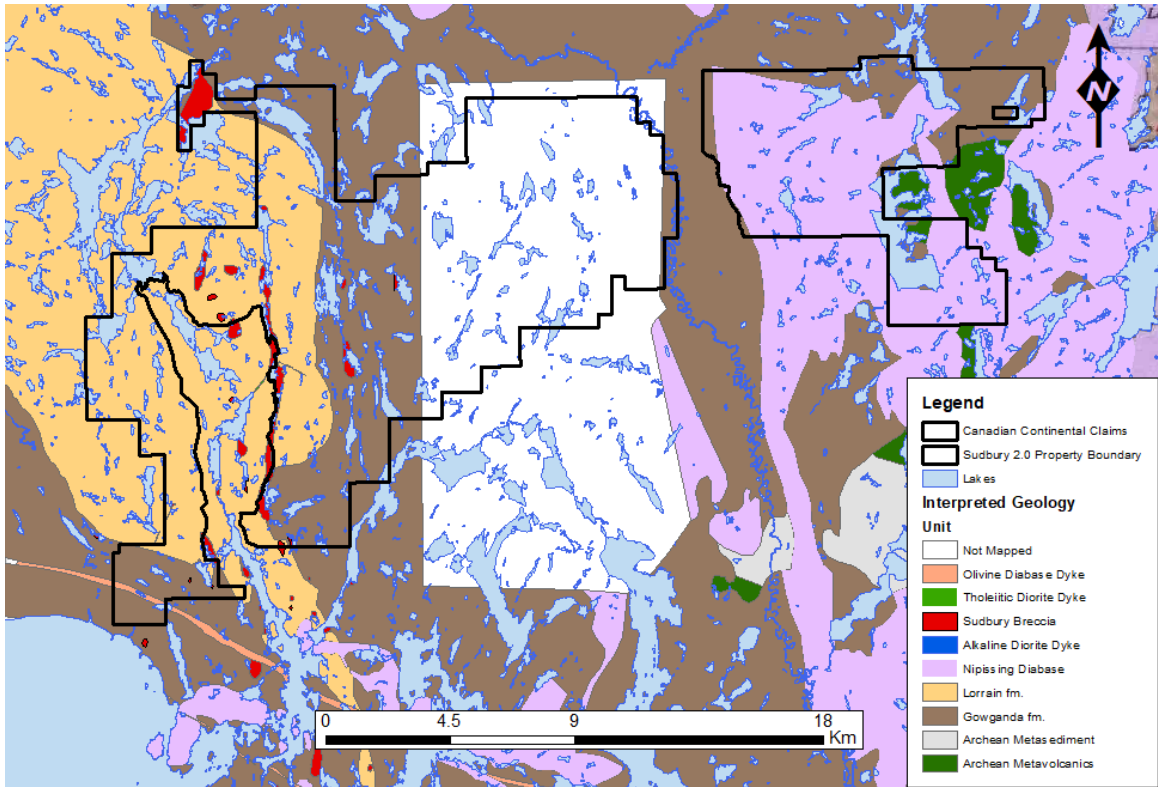 N
Legend
Canadian Continental Claims
Sudbury 2.0 Property Boundary
Lakes
Interpreted Geology
Unit
Not Mapped
Olivine Diabase Dyke
Tholeiitic Diorite Dyke
Sudbury Breccia
Alkaline Diorite Dyke
Nipissing Diabase
Lorrain fm.
Gowganda fm.
Archean Metasediment
Archean Metavolcanics
0 4.5 9 18
Km